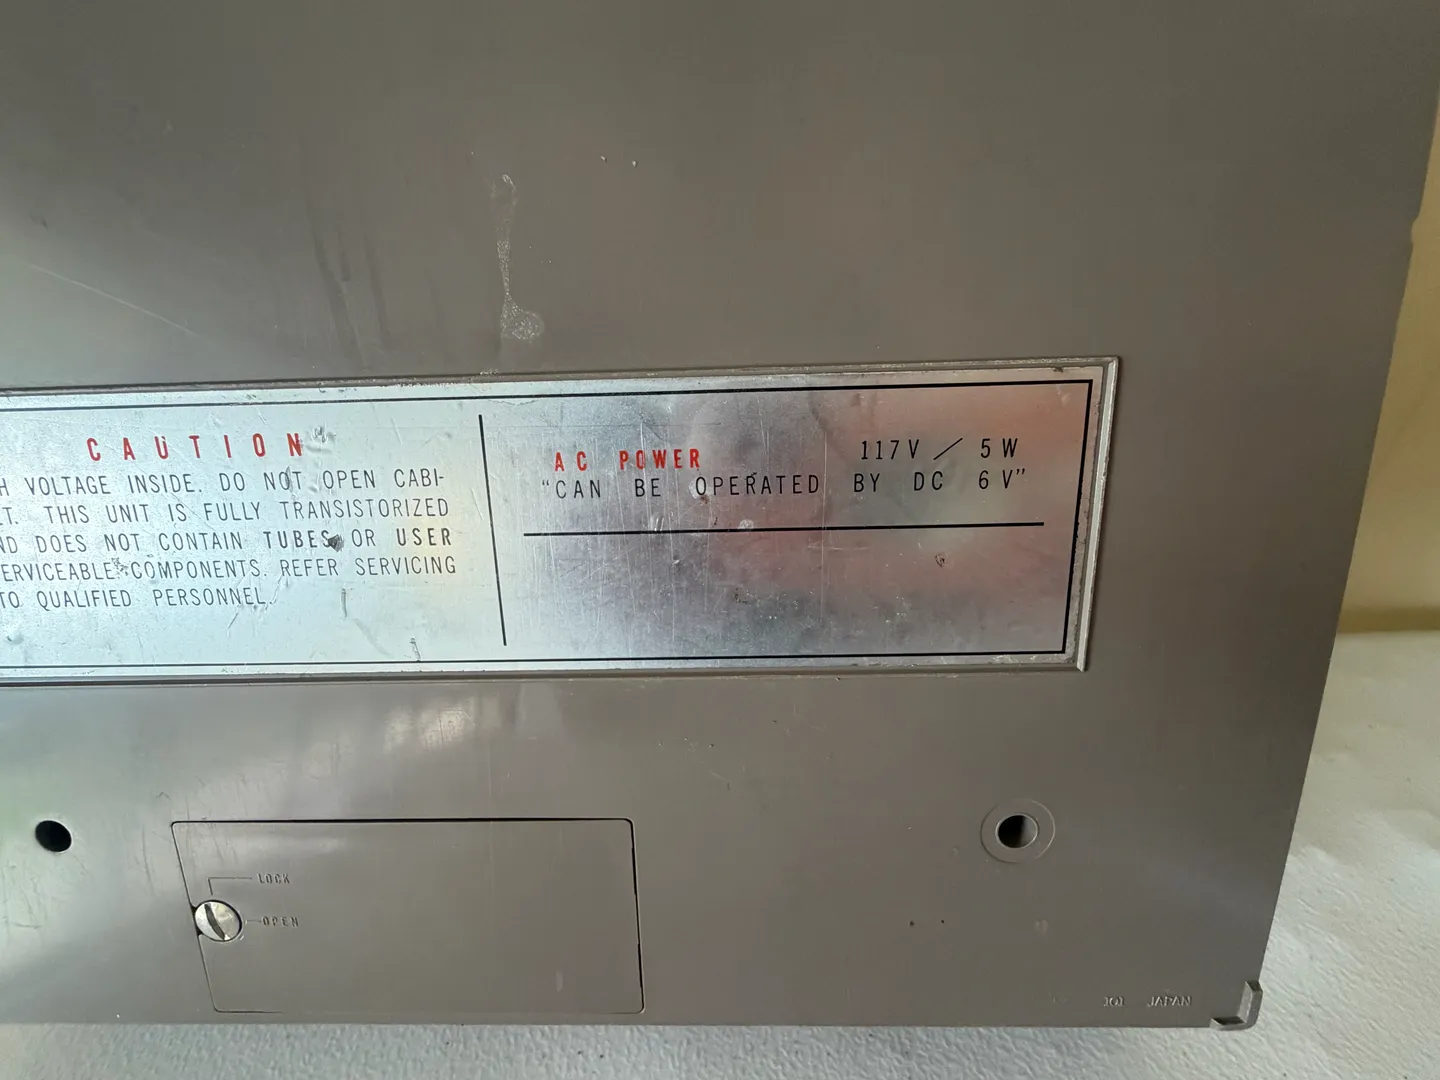 CAUTION
H VOLTAGE INSIDE. DO NOT OPEN CABI-
T. THIS UNIT IS FULLY TRANSISTORIZED
ND DOES NOT CONTAIN TUBES OR USER
ERVICEABLE COMPONENTS. REFER SERVICING
TO QUALIFIED PERSONNEL.
AC POWER 117V / 5W
"CAN BE OPERATED BY DC 6V"
LOCK
OPEN
JAPAN